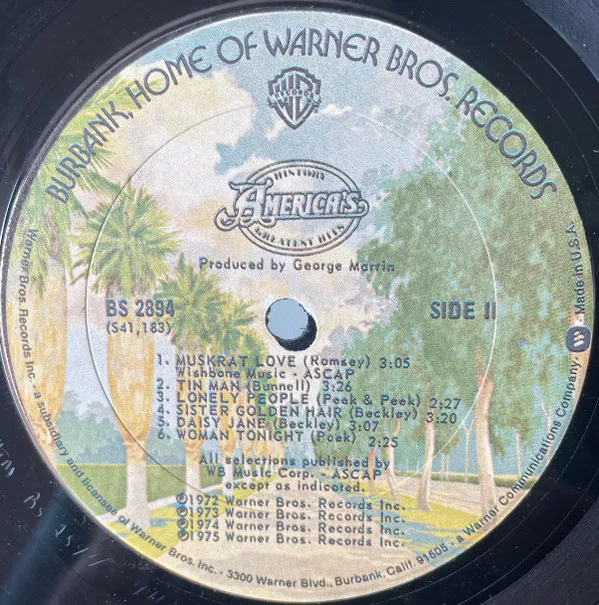 BURBANK, HOME OF WARNER BROS. RECORDS
HISTORY
AMERICA'S
GREATEST HITS
Produced by George Martin
BS 2894
(S41,183)
SIDE II
1. MUSKRAT LOVE (Ramsey) 3:05
Wishbone Music - ASCAP
2. TIN MAN (Bunnell) 3:26
3. LONELY PEOPLE (Peek & Peek) 2:27
4. SISTER GOLDEN HAIR (Beckley) 3:20
5. DAISY JANE (Beckley) 3:07
6. WOMAN TONIGHT (Peek) 2:25
All selections published by
WB Music Corp. - ASCAP
except as indicated.
℗1972 Warner Bros. Records Inc.
℗1973 Warner Bros. Records Inc.
℗1974 Warner Bros. Records Inc.
℗1975 Warner Bros. Records Inc.
Warner Bros. Records Inc. • a subsidiary and licensee of Warner Bros. Inc. • 3300 Warner Blvd., Burbank, Calif. 91505 • a Warner Communications Company • Made in U.S.A.